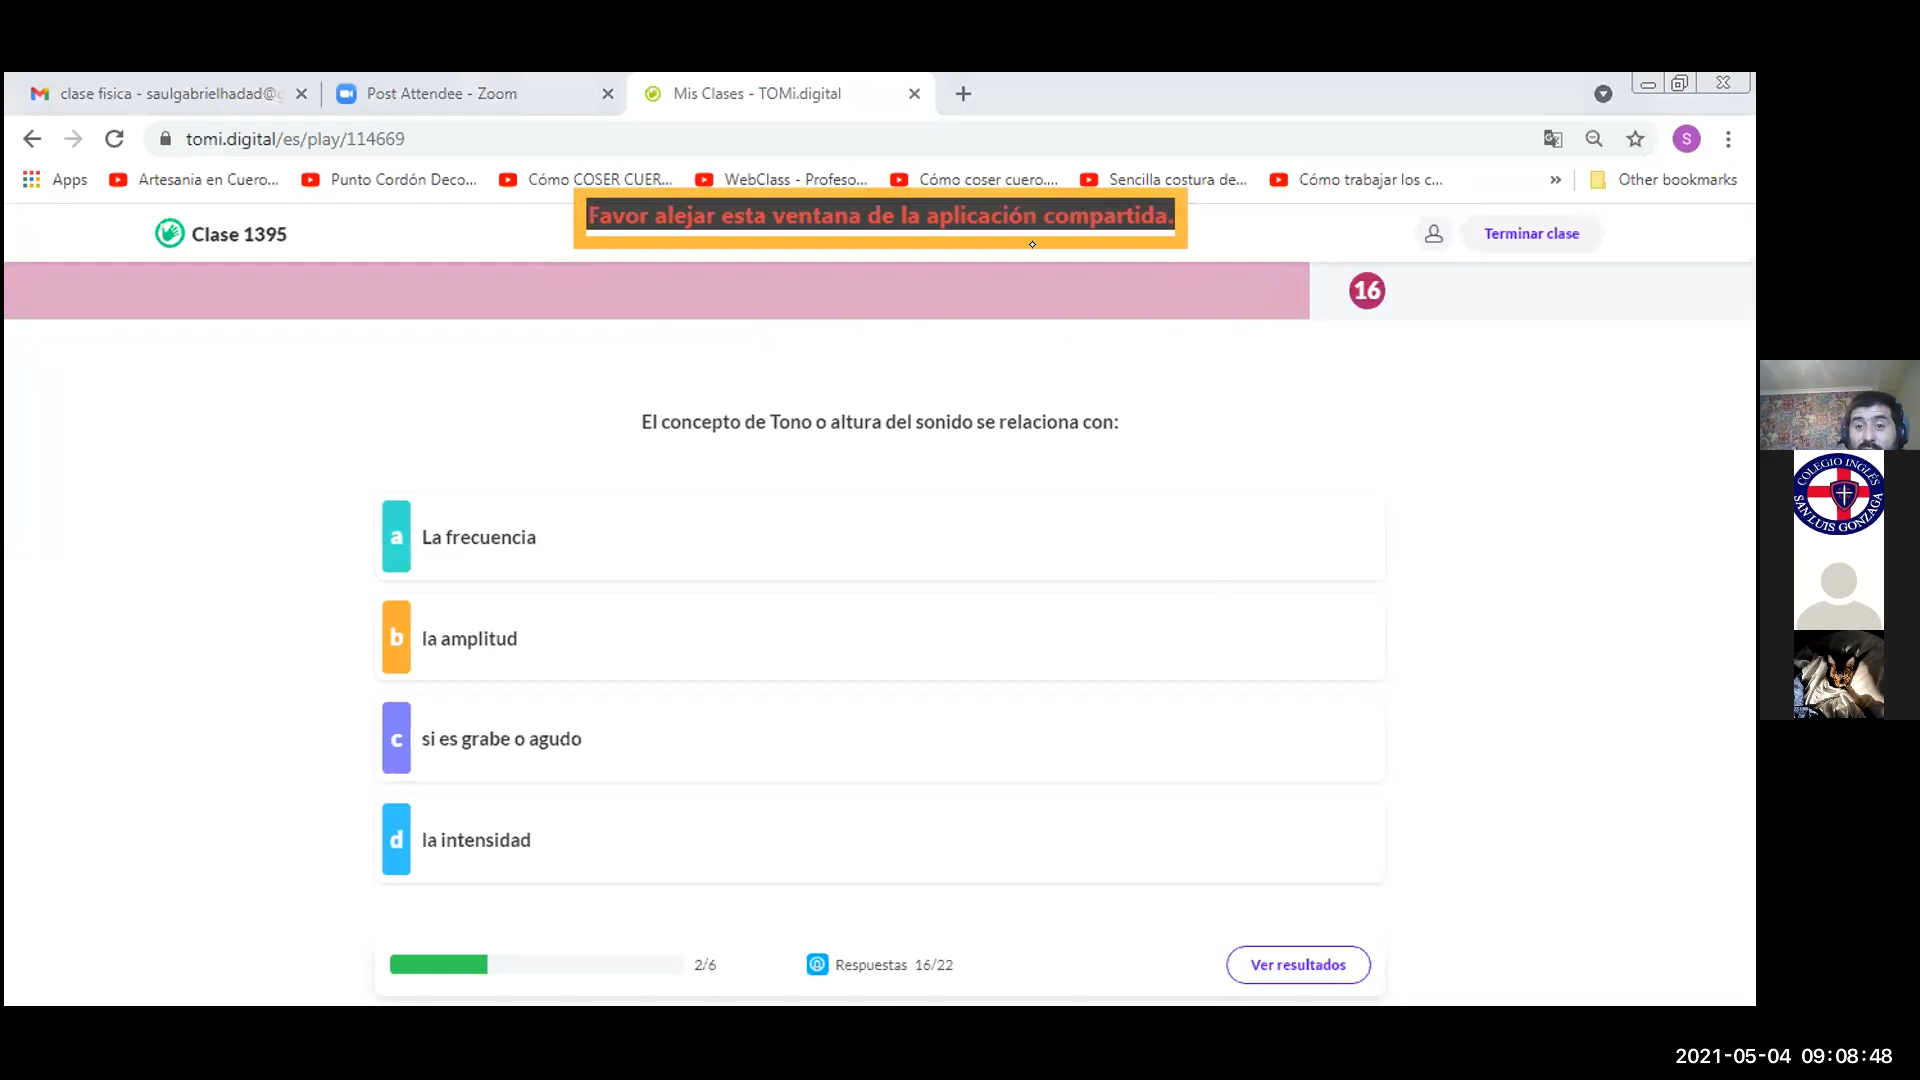 clase fisica - saulgabrielhadad@g
Post Attendee - Zoom
Mis Clases - TOMi.digital
tomi.digital/es/play/114669
S
Apps
Artesania en Cuero...
Punto Cordón Deco...
Cómo COSER CUER...
WebClass - Profeso...
Cómo coser cuero....
Sencilla costura de...
Cómo trabajar los c...
Other bookmarks
Favor alejar esta ventana de la aplicación compartida.
Clase 1395
Terminar clase
16
El concepto de Tono o altura del sonido se relaciona con:
a La frecuencia
b la amplitud
c si es grabe o agudo
d la intensidad
2/6
Respuestas 16/22
Ver resultados
COLEGIO INGLÉS
SAN LUIS GONZAGA
2021-05-04 09:08:48